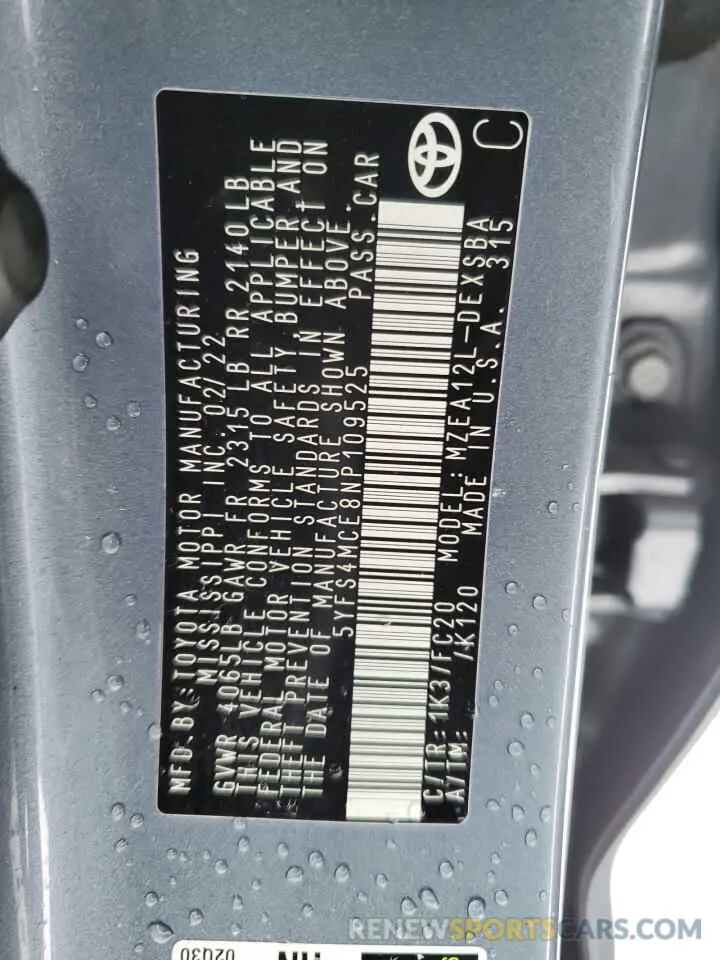 MFD.BY:TOYOTA MOTOR MANUFACTURING
MISSISSIPPI INC. 02/22
GVWR 4065LB GAWR FR 2315 LB RR 2140 LB
THIS VEHICLE CONFORMS TO ALL APPLICABLE
FEDERAL MOTOR VEHICLE SAFETY BUMPER, AND
THEFT PREVENTION STANDARDS IN EFFECT ON
THE DATE OF MANUFACTURE SHOWN ABOVE.
5YFS4MCE8NP109525 PASS.CAR
C/TR:1K3/FC20 MODEL:MZEA12L-DEXSBA
A/TM: /K120 MADE IN U.S.A. 315
C
02030
RENEWSPORTSCARS.COM